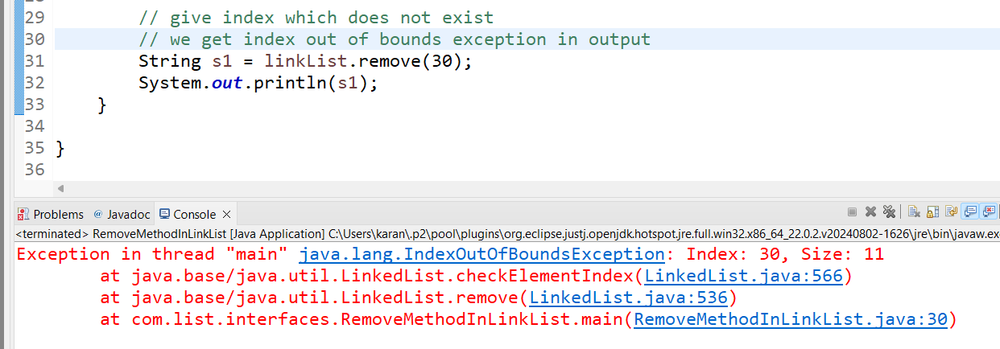 29 // give index which does not exist
30 // we get index out of bounds exception in output
31 String s1 = linkList.remove(30);
32 System.out.println(s1);
33 }
34
35 }
36
Problems @ Javadoc Console
<terminated> RemoveMethodInLinkList [Java Application] C:\Users\karan\.p2\pool\plugins\org.eclipse.justj.openjdk.hotspot.jre.full.win32.x86_64_22.0.2.v20240802-1626\jre\bin\javaw.ex
Exception in thread "main" java.lang.IndexOutOfBoundsException: Index: 30, Size: 11
at java.base/java.util.LinkedList.checkElementIndex(LinkedList.java:566)
at java.base/java.util.LinkedList.remove(LinkedList.java:536)
at com.list.interfaces.RemoveMethodInLinkList.main(RemoveMethodInLinkList.java:30)